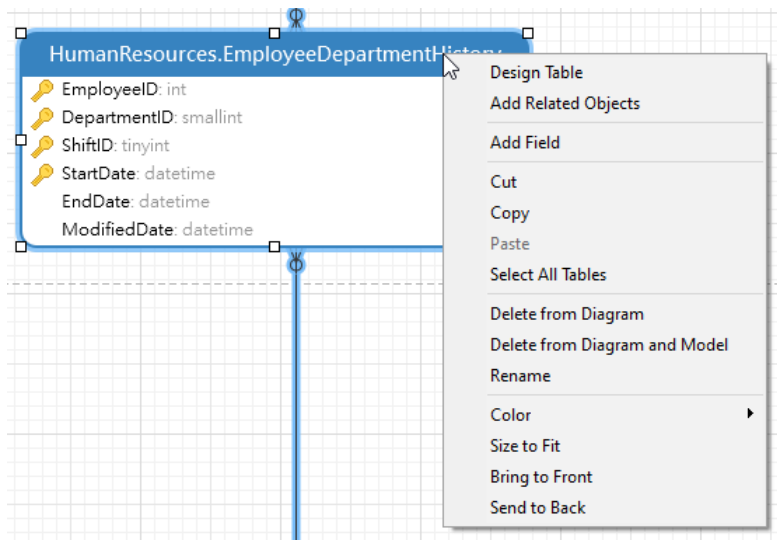 HumanResources.EmployeeDepartmentHistory
EmployeeID: int
DepartmentID: smallint
ShiftID: tinyint
StartDate: datetime
EndDate: datetime
ModifiedDate: datetime
Design Table
Add Related Objects
Add Field
Cut
Copy
Paste
Select All Tables
Delete from Diagram
Delete from Diagram and Model
Rename
Color
Size to Fit
Bring to Front
Send to Back